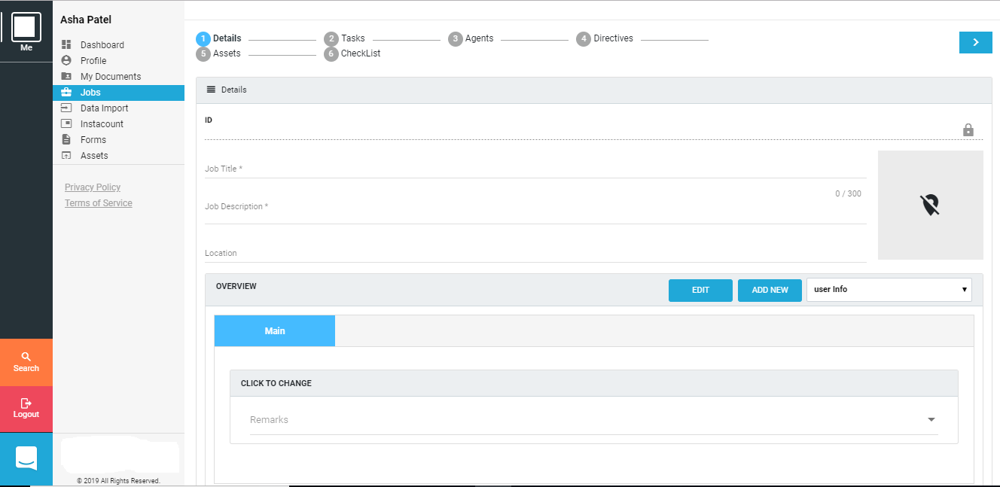 Me
Search
Logout
Asha Patel
Dashboard
Profile
My Documents
Jobs
Data Import
Instacount
Forms
Assets
Privacy Policy
Terms of Service
© 2019 All Rights Reserved.
1 Details 2 Tasks 3 Agents 4 Directives
5 Assets 6 CheckList
Details
ID
Job Title *
0 / 300
Job Description *
Location
OVERVIEW EDIT ADD NEW user Info
Main
CLICK TO CHANGE
Remarks